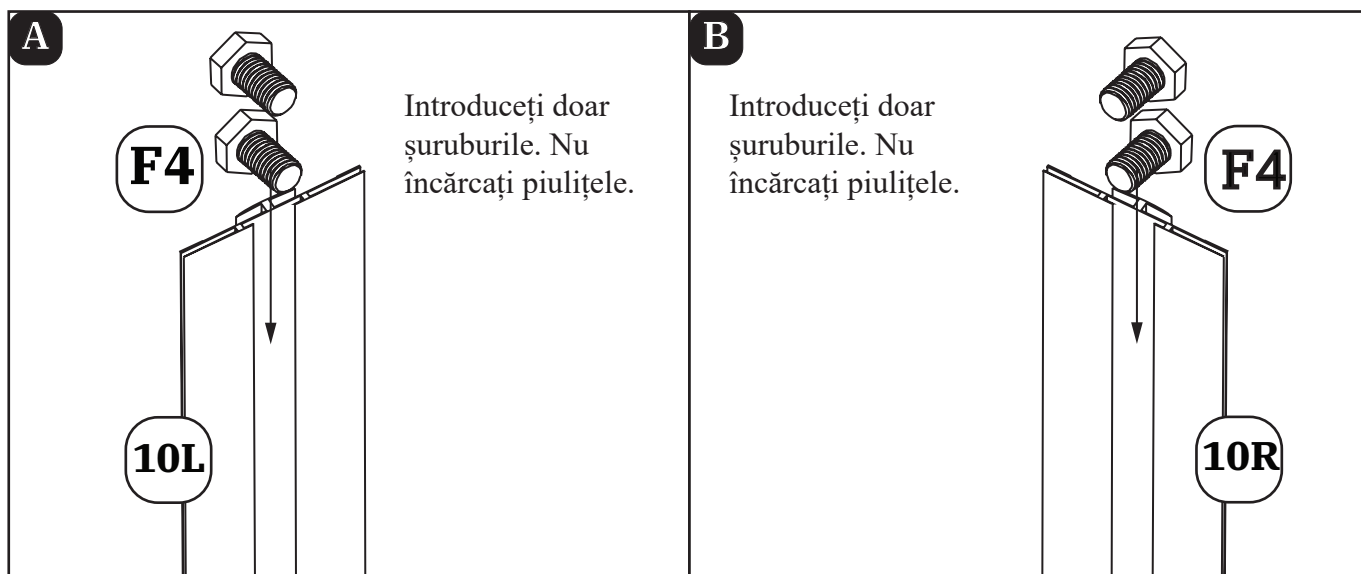 A
F4
Introduceți doar
șuruburile. Nu
încărcați piulițele.
10L
B
Introduceți doar
șuruburile. Nu
încărcați piulițele.
F4
10R